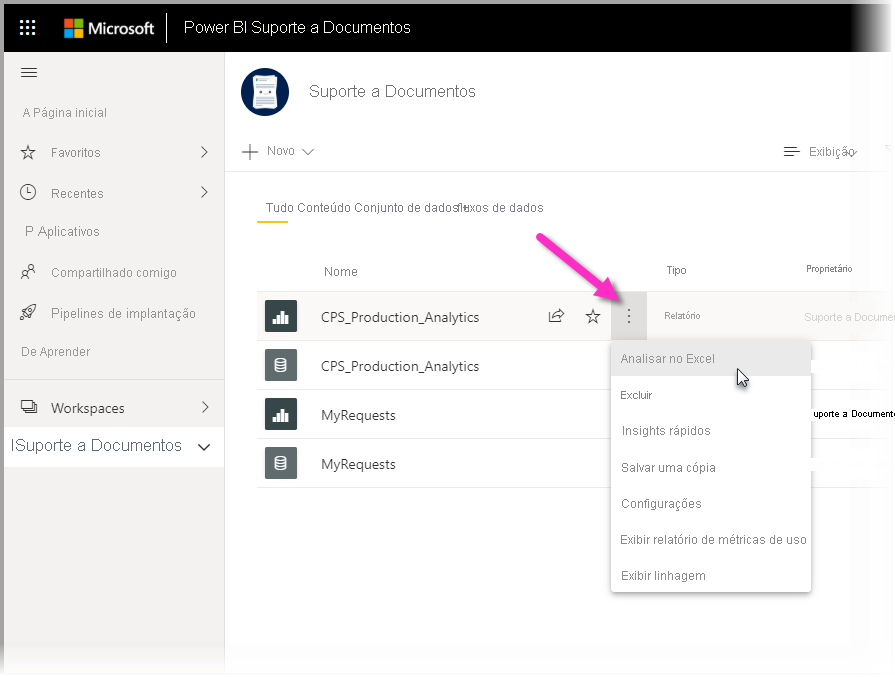 Microsoft Power BI Suporte a Documentos
Suporte a Documentos
A Página inicial
Favoritos
Recentes
P Aplicativos
Compartilhado comigo
Pipelines de implantação
De Aprender
Workspaces
ISuporte a Documentos
Novo
Exibição
Tudo Conteúdo Conjunto de dados fluxos de dados
Nome Tipo Proprietário
CPS_Production_Analytics Relatório Suporte a Documen
CPS_Production_Analytics
MyRequests uporte a Document
MyRequests
Analisar no Excel
Excluir
Insights rápidos
Salvar uma cópia
Configurações
Exibir relatório de métricas de uso
Exibir linhagem